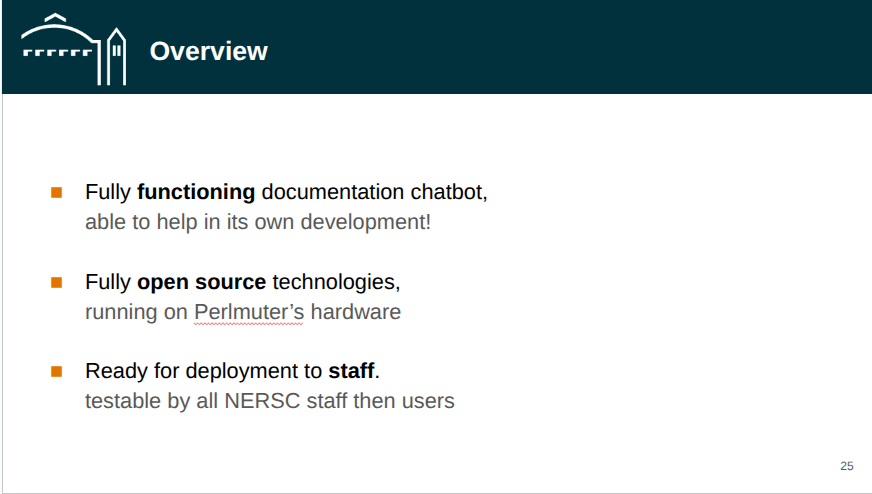 Overview
Fully functioning documentation chatbot,
able to help in its own development!
Fully open source technologies,
running on Perlmuter’s hardware
Ready for deployment to staff.
testable by all NERSC staff then users
25